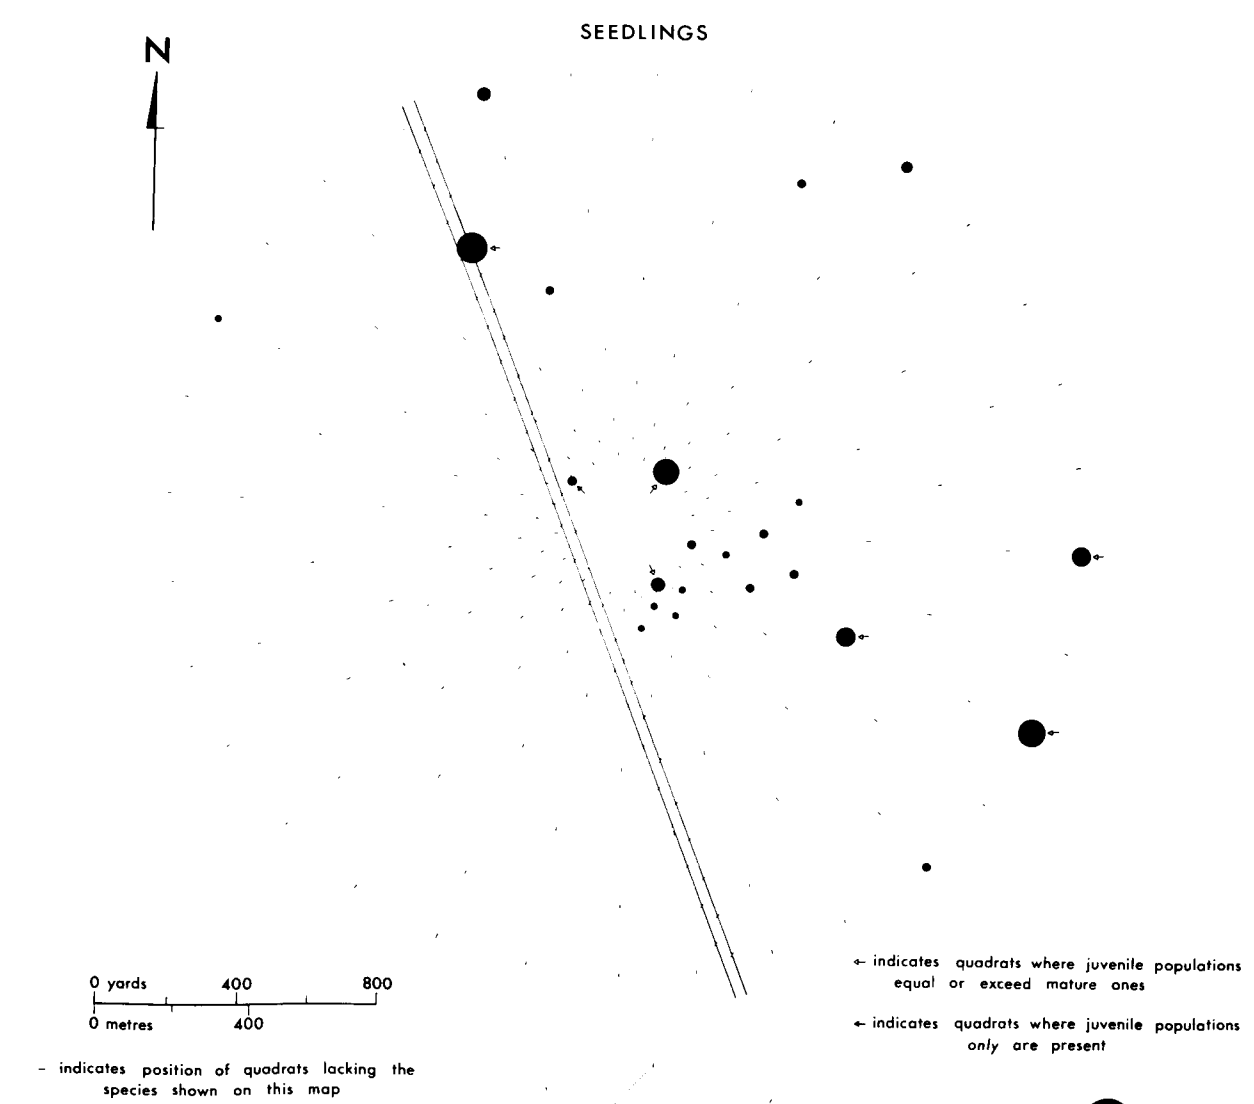 SEEDLINGS
N
← indicates quadrats where juvenile populations
equal or exceed mature ones
← indicates quadrats where juvenile populations
only are present
0 yards 400 800
0 metres 400
– indicates position of quadrats lacking the
species shown on this map